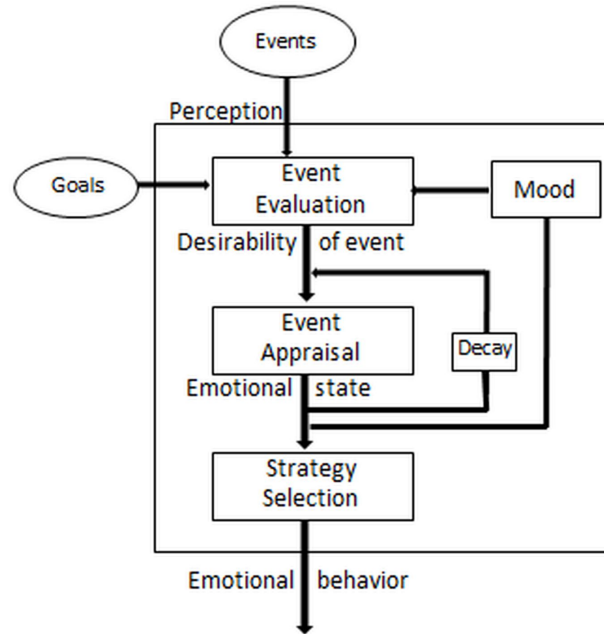 Events
Perception
Goals
Event
Evaluation
Mood
Desirability of event
Event
Appraisal
Decay
Emotional state
Strategy
Selection
Emotional behavior